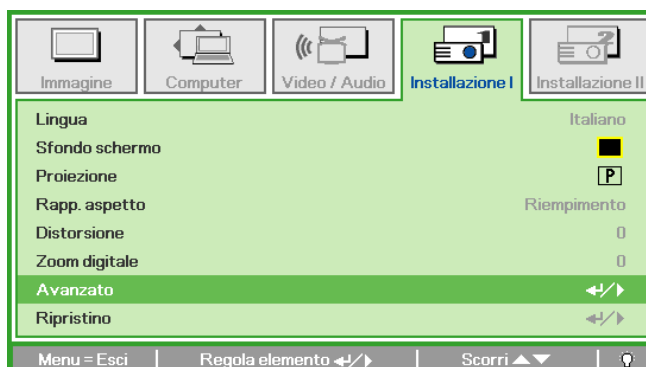 Immagine Computer Video / Audio Installazione I Installazione II
Lingua Italiano
Sfondo schermo
Proiezione P
Rapp. aspetto Riempimento
Distorsione 0
Zoom digitale 0
Avanzato
Ripristino
Menu = Esci Regola elemento Scorri